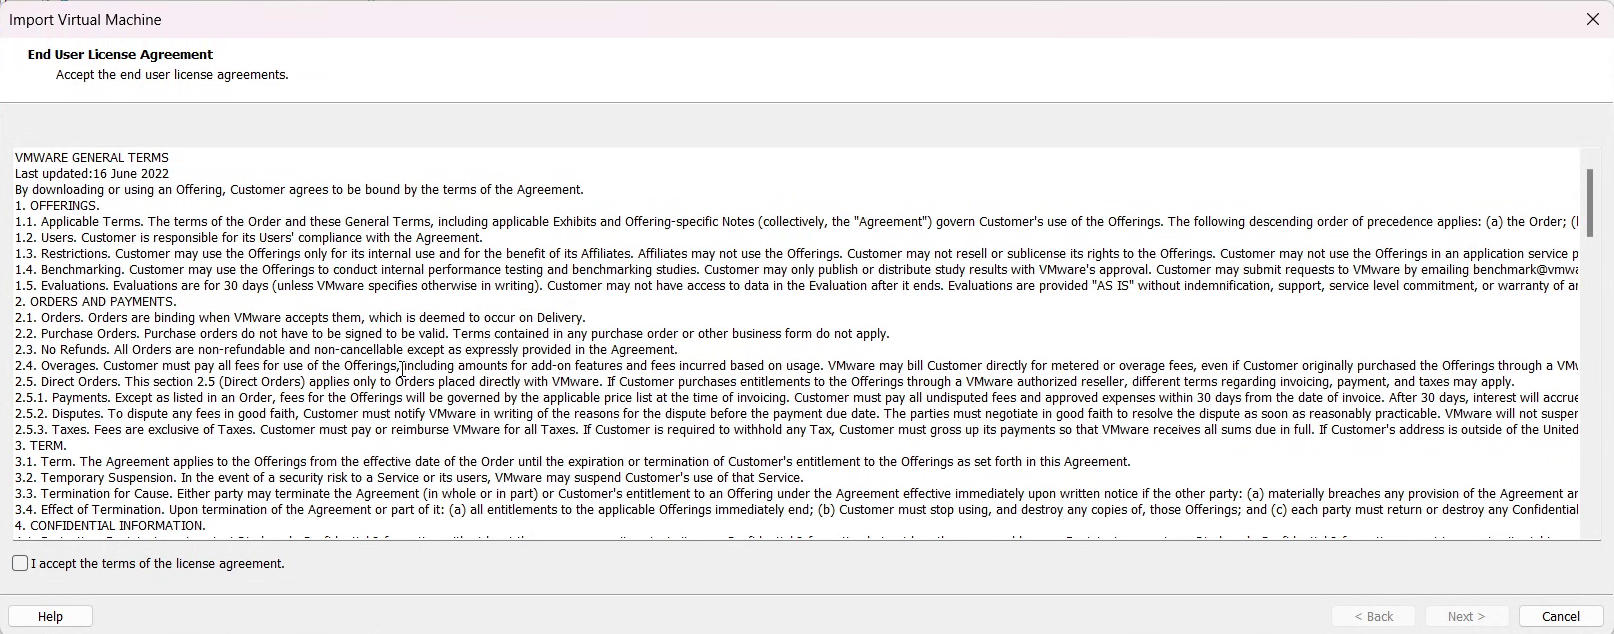 Import Virtual Machine
End User License Agreement
Accept the end user license agreements.
VMWARE GENERAL TERMS
Last updated:16 June 2022
By downloading or using an Offering, Customer agrees to be bound by the terms of the Agreement.
1. OFFERINGS.
1.1. Applicable Terms. The terms of the Order and these General Terms, including applicable Exhibits and Offering-specific Notes (collectively, the "Agreement") govern Customer's use of the Offerings. The following descending order of precedence applies: (a) the Order; (
1.2. Users. Customer is responsible for its Users' compliance with the Agreement.
1.3. Restrictions. Customer may use the Offerings only for its internal use and for the benefit of its Affiliates. Affiliates may not use the Offerings. Customer may not resell or sublicense its rights to the Offerings. Customer may not use the Offerings in an application service p
1.4. Benchmarking. Customer may use the Offerings to conduct internal performance testing and benchmarking studies. Customer may only publish or distribute study results with VMware's approval. Customer may submit requests to VMware by emailing benchmark@vmwa
1.5. Evaluations. Evaluations are for 30 days (unless VMware specifies otherwise in writing). Customer may not have access to data in the Evaluation after it ends. Evaluations are provided "AS IS" without indemnification, support, service level commitment, or warranty of ar
2. ORDERS AND PAYMENTS.
2.1. Orders. Orders are binding when VMware accepts them, which is deemed to occur on Delivery.
2.2. Purchase Orders. Purchase orders do not have to be signed to be valid. Terms contained in any purchase order or other business form do not apply.
2.3. No Refunds. All Orders are non-refundable and non-cancellable except as expressly provided in the Agreement.
2.4. Overages. Customer must pay all fees for use of the Offerings, including amounts for add-on features and fees incurred based on usage. VMware may bill Customer directly for metered or overage fees, even if Customer originally purchased the Offerings through a VM
2.5. Direct Orders. This section 2.5 (Direct Orders) applies only to Orders placed directly with VMware. If Customer purchases entitlements to the Offerings through a VMware authorized reseller, different terms regarding invoicing, payment, and taxes may apply.
2.5.1. Payments. Except as listed in an Order, fees for the Offerings will be governed by the applicable price list at the time of invoicing. Customer must pay all undisputed fees and approved expenses within 30 days from the date of invoice. After 30 days, interest will accrue
2.5.2. Disputes. To dispute any fees in good faith, Customer must notify VMware in writing of the reasons for the dispute before the payment due date. The parties must negotiate in good faith to resolve the dispute as soon as reasonably practicable. VMware will not susper
2.5.3. Taxes. Fees are exclusive of Taxes. Customer must pay or reimburse VMware for all Taxes. If Customer is required to withhold any Tax, Customer must gross up its payments so that VMware receives all sums due in full. If Customer's address is outside of the United
3. TERM.
3.1. Term. The Agreement applies to the Offerings from the effective date of the Order until the expiration or termination of Customer's entitlement to the Offerings as set forth in this Agreement.
3.2. Temporary Suspension. In the event of a security risk to a Service or its users, VMware may suspend Customer's use of that Service.
3.3. Termination for Cause. Either party may terminate the Agreement (in whole or in part) or Customer's entitlement to an Offering under the Agreement effective immediately upon written notice if the other party: (a) materially breaches any provision of the Agreement ar
3.4. Effect of Termination. Upon termination of the Agreement or part of it: (a) all entitlements to the applicable Offerings immediately end; (b) Customer must stop using, and destroy any copies of, those Offerings; and (c) each party must return or destroy any Confidential
4. CONFIDENTIAL INFORMATION.
I accept the terms of the license agreement.
Help
< Back
Next >
Cancel